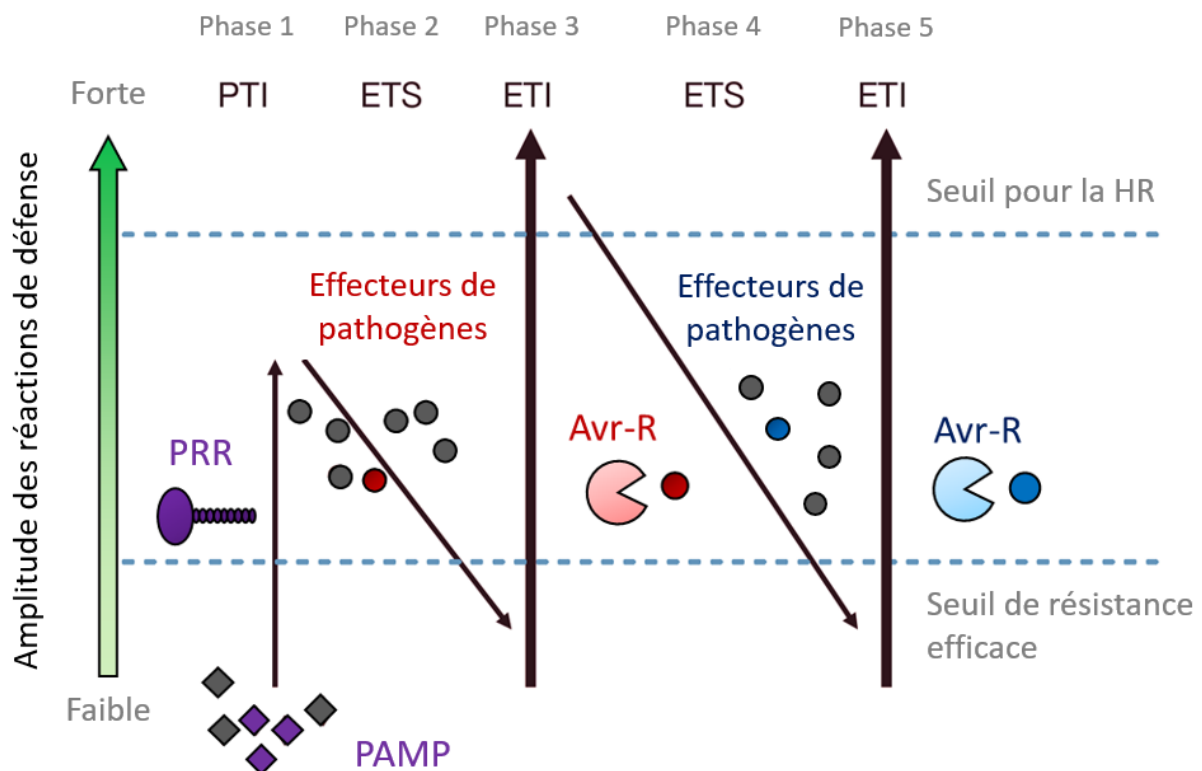 Phase 1 Phase 2 Phase 3 Phase 4 Phase 5
Forte PTI ETS ETI ETS ETI
Amplitude des réactions de défense
Seuil pour la HR
Effecteurs de
pathogènes
Effecteurs de
pathogènes
PRR
Avr-R
Avr-R
Seuil de résistance
efficace
Faible
PAMP